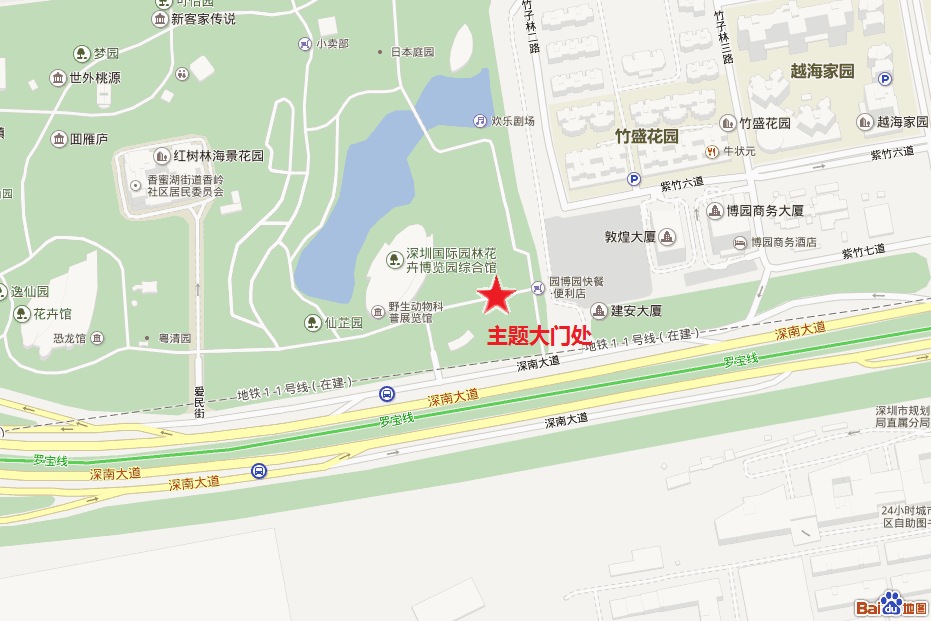 新客家传说
小卖部
日本庭园
梦园
世外桃源
竹子林二路
竹子林三路
越海家园
P
欢乐剧场
竹盛花园
竹盛花园
越海家园
囯雁庐
红树林海景花园
香蜜湖街道香岭
社区居民委员会
牛状元
紫竹六道
P
紫竹六道
博园商务大厦
敦煌大厦
博园商务酒店
紫竹七道
深圳国际园林花
卉博览园综合馆
园博园快餐
·便利店
逸仙园
花卉馆
野生动物科
普展览馆
仙芷园
建安大厦
恐龙馆
粤清园
主题大门处
地铁11号线(在建)
深南大道
深南大道
罗宝线
地铁11号线(在建)
爱民街
深南大道
罗宝线
深南大道
深圳市规划
局直属分局
罗宝线
深南大道
深南大道
24小时城市
区自助图书
Bai du 地图